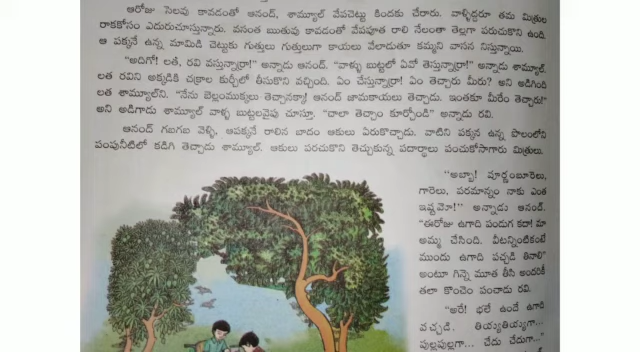 ఆరోజు సెలవు కావడంతో ఆనంద్, శామ్యూల్ వేపచెట్టు కిందకు చేరారు. వాళ్ళిద్దరూ తమ మిత్రుల
రాకకోసం ఎదురుచూస్తున్నారు. వసంత ఋతువు కావడంతో వేపపూత రాలి నేలంతా తెల్లగా పరుచుకొని ఉంది.
ఆ పక్కనే ఉన్న మామిడి చెట్టుకు గుత్తులు గుత్తులుగా కాయలు వేలాడుతూ కమ్మని వాసన నిస్తున్నాయి.
"అదిగో! లత, రవి వస్తున్నార్రా!" అన్నాడు ఆనంద్. "వాళ్ళు బుట్టలో ఏవో తెస్తున్నార్రా!" అన్నాడు శామ్యూల్
లత రవిని అక్కడికి చక్రాల కుర్చీలో తీసుకొని వచ్చింది. ఏం చేస్తున్నార్రా! ఏం తెచ్చారు మీరు? అని అడిగింది
లత శామ్యూల్‌ని. "నేను బెల్లంముక్కలు తెచ్చానక్కా! ఆనంద్ జామకాయలు తెచ్చాడు. ఇంతకూ మీరేం తెచ్చారు!"
అని అడిగాడు శామ్యూల్ వాళ్ళ బుట్టలవైపు చూస్తూ. "చాలా తెచ్చాం కూర్చోండి" అన్నాడు రవి.
ఆనంద్ గబగబ వెళ్ళి, ఆపక్కనే రాలిన బాదం ఆకులు ఏరుకొచ్చాడు. వాటిని పక్కన ఉన్న పొలంలోని
పంపునీటిలో కడిగి తెచ్చాడు శామ్యూల్. ఆకులు పరచుకొని తెచ్చుకున్న పదార్థాలు పంచుకోసాగారు మిత్రులు.
"అబ్బా! పూర్ణంబూరెలు,
గారెలు, పరమాన్నం నాకు ఎంత
ఇష్టమో!" అన్నాడు ఆనంద్.
"ఈరోజు ఉగాది పండుగ కదా! మా
అమ్మ చేసింది. వీటన్నింటికంటే
ముందు ఉగాది పచ్చడి తినాలి"
అంటూ గిన్నె మూత తీసి అందరికీ
తలా కొంచెం పంచాడు రవి.
"అరే! భలే ఉందే ఉగాది
పచ్చడి. తియ్యతియ్యగా...
పుల్లపుల్లగా... చేదు చేదుగా..."